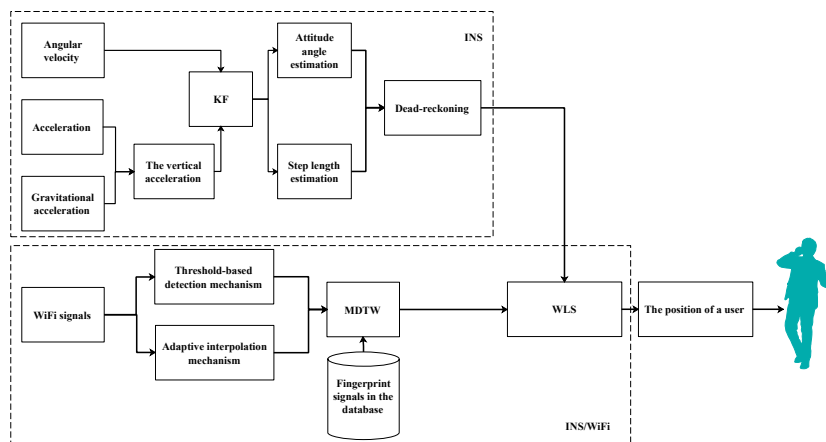 INS
Angular
velocity
Attitude
angle
estimation
KF
Dead-reckoning
Acceleration
The vertical
acceleration
Step length
estimation
Gravitational
acceleration
Threshold-based
detection mechanism
WiFi signals
MDTW
WLS
The position of a user
Adaptive interpolation
mechanism
Fingerprint
signals in the
database
INS/WiFi